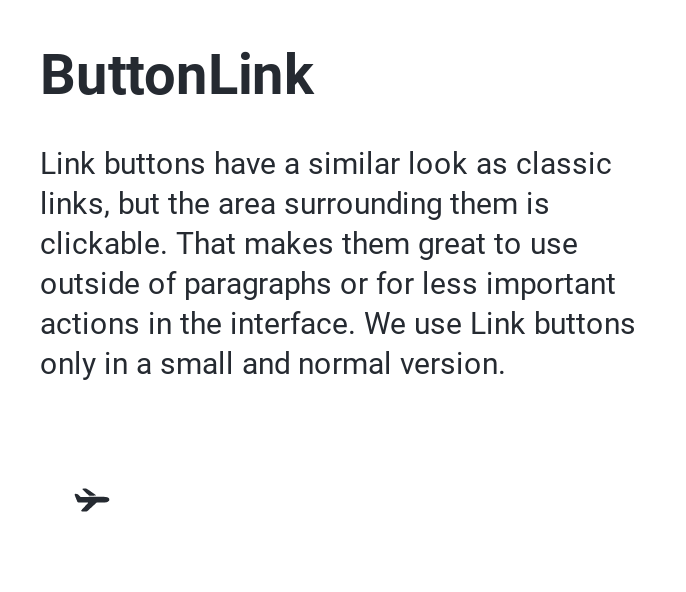 ButtonLink
Link buttons have a similar look as classic
links, but the area surrounding them is
clickable. That makes them great to use
outside of paragraphs or for less important
actions in the interface. We use Link buttons
only in a small and normal version.